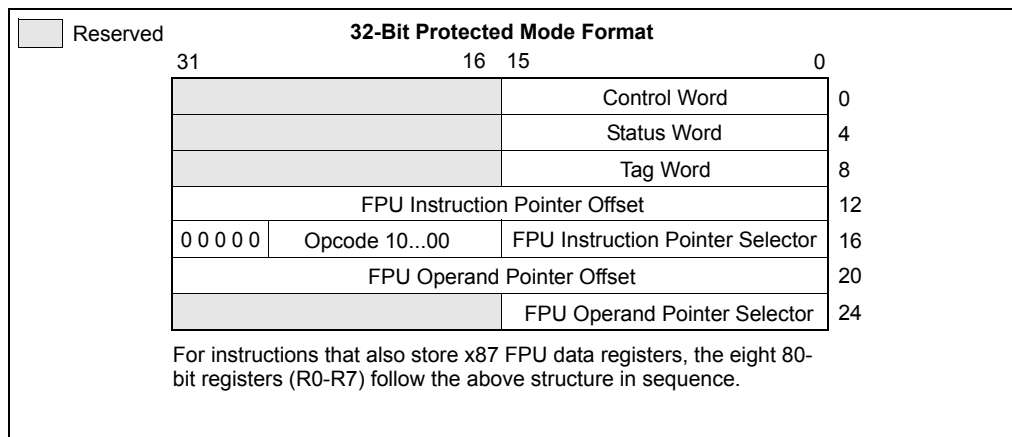 Reserved
32-Bit Protected Mode Format
31 16 15 0
Control Word 0
Status Word 4
Tag Word 8
FPU Instruction Pointer Offset 12
0 0 0 0 0 Opcode 10...00 FPU Instruction Pointer Selector 16
FPU Operand Pointer Offset 20
FPU Operand Pointer Selector 24
For instructions that also store x87 FPU data registers, the eight 80-
bit registers (R0-R7) follow the above structure in sequence.